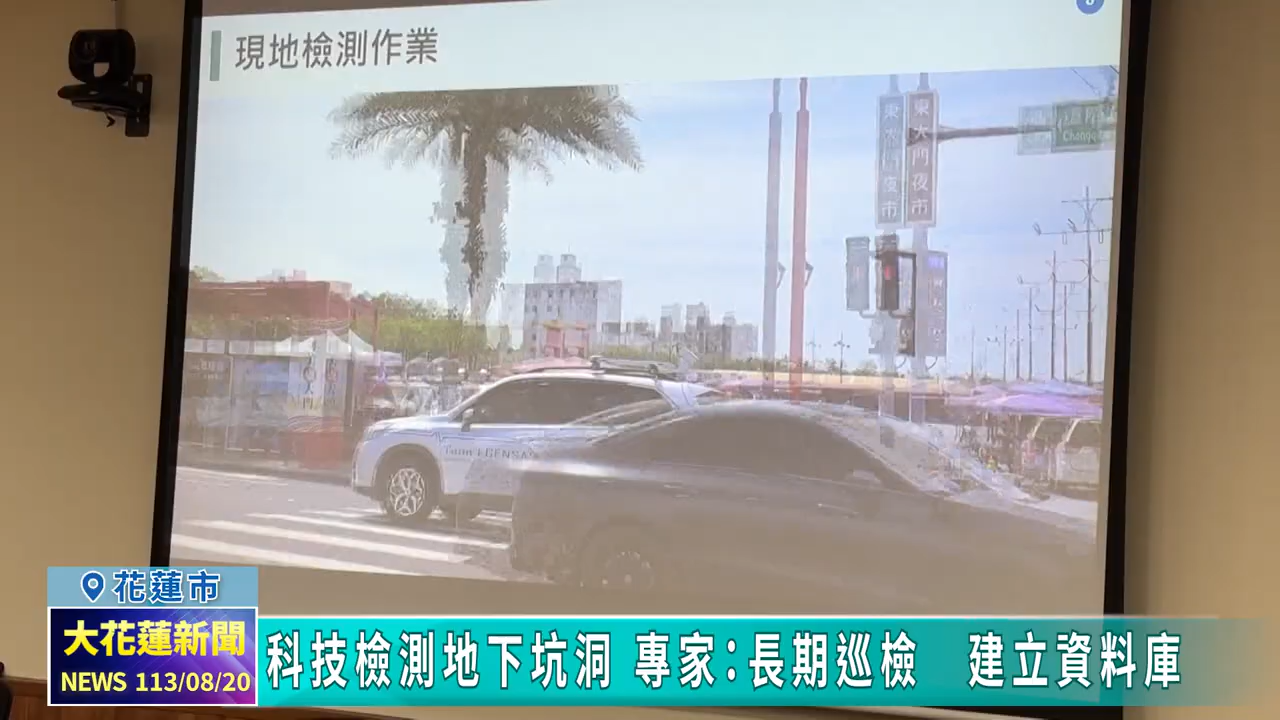 現地檢測作業
東大門夜市
東大門夜市
花蓮市
大花蓮新聞
NEWS 113/08/20
科技檢測地下坑洞 專家:長期巡檢 建立資料庫